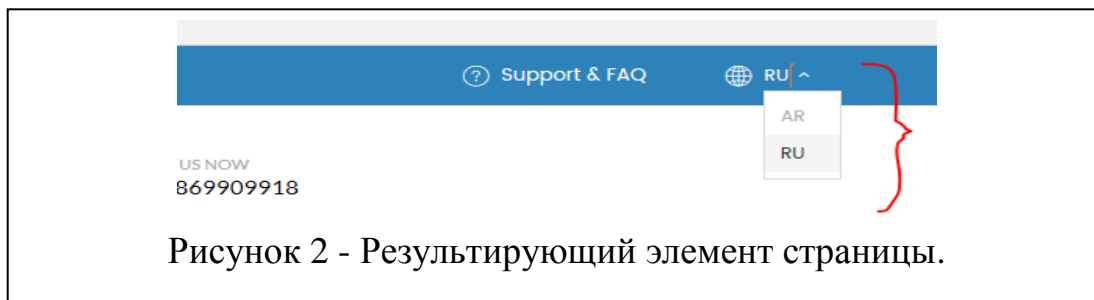 ? Support & FAQ RU
AR
RU
US NOW
869909918
Рисунок 2 - Результирующий элемент страницы.